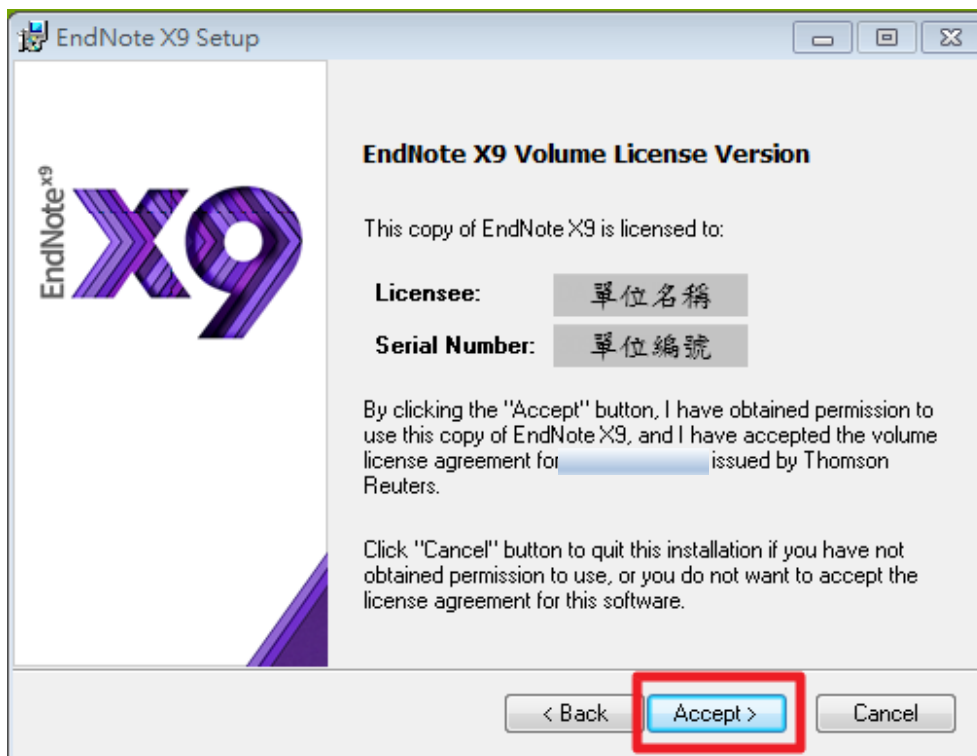 EndNote X9 Setup
EndNote X9
X9
EndNote X9 Volume License Version
This copy of EndNote X9 is licensed to:
Licensee: 單位名稱
Serial Number: 單位編號
By clicking the "Accept" button, I have obtained permission to
use this copy of EndNote X9, and I have accepted the volume
license agreement for issued by Thomson
Reuters.
Click "Cancel" button to quit this installation if you have not
obtained permission to use, or you do not want to accept the
license agreement for this software.
< Back Accept > Cancel